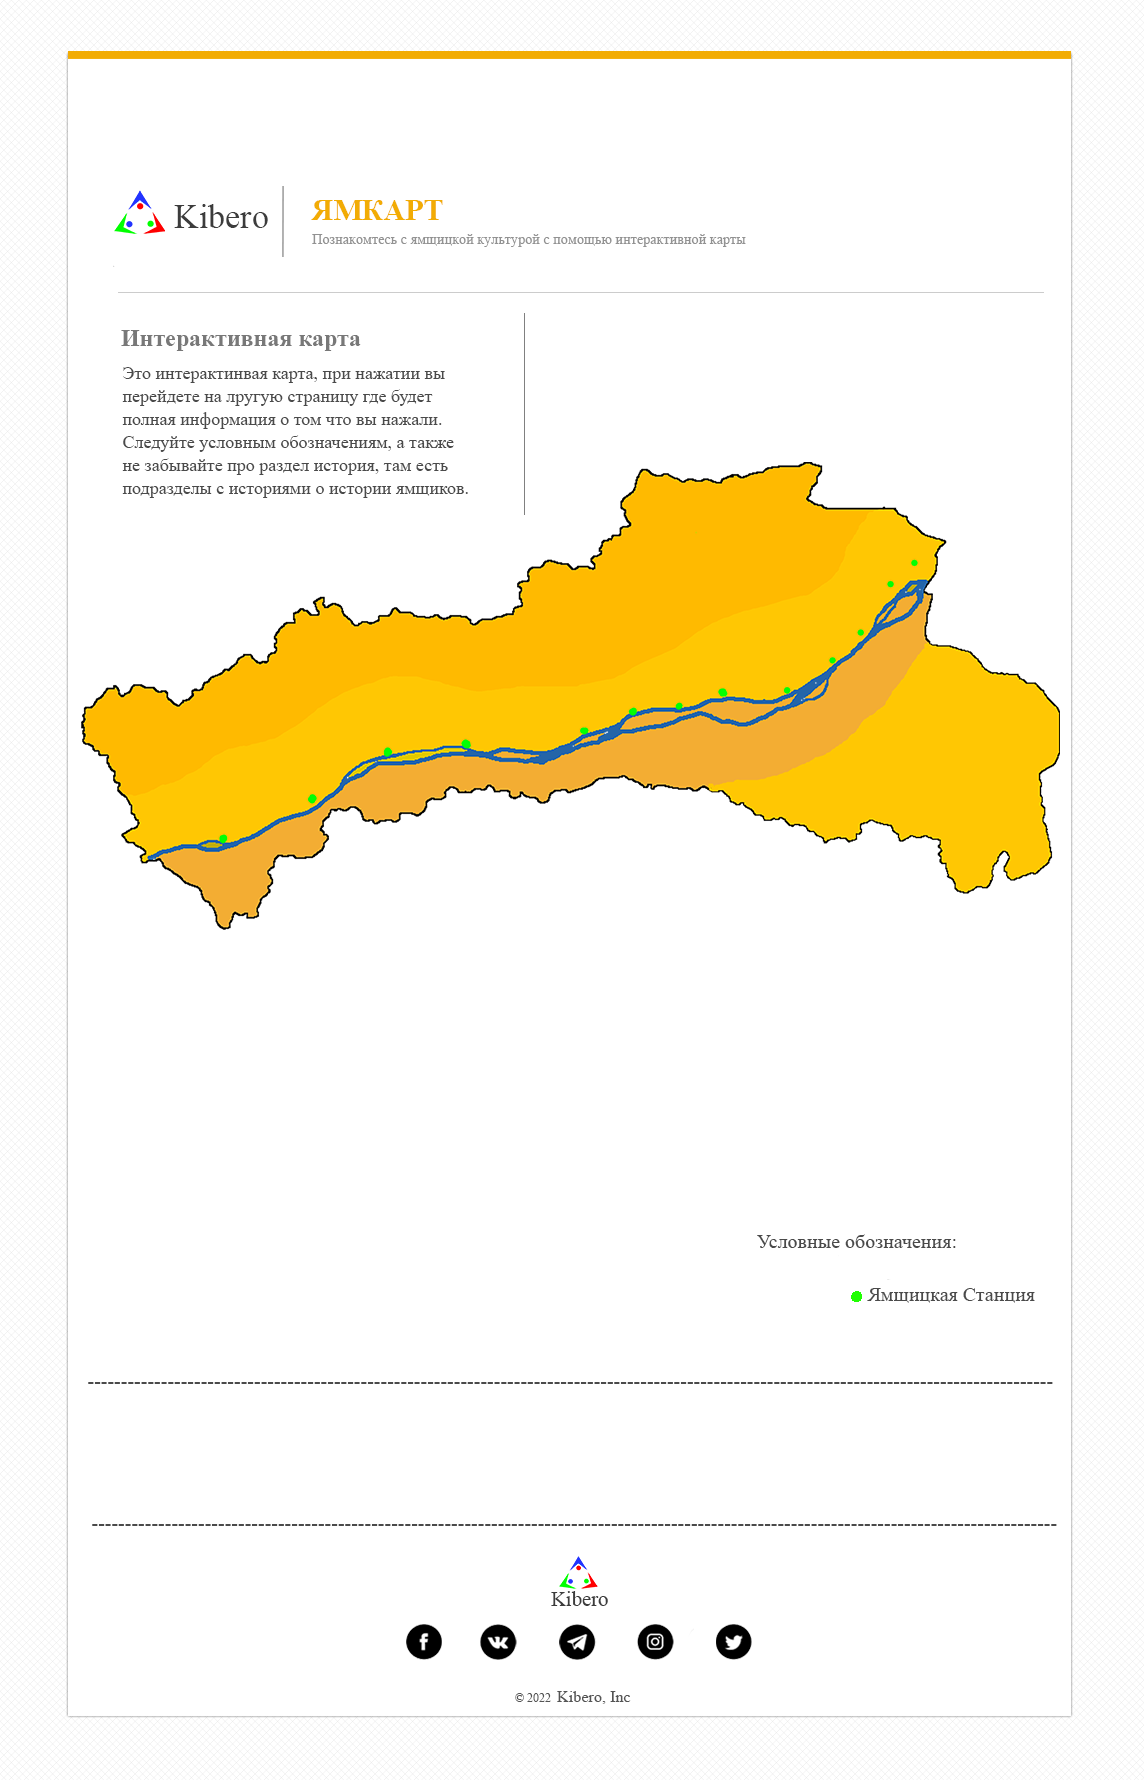 Kibero
ЯМКАРТ
Познакомтесь с ямщицкой культурой с помощью интерактивной карты
Интерактивная карта
Это интерактинвая карта, при нажатии вы
перейдете на лругую страницу где будет
полная информация о том что вы нажали.
Следуйте условным обозначениям, а также
не забывайте про раздел история, там есть
подразделы с историями о истории ямщиков.
Условные обозначения:
Ямщицкая Станция
Kibero
© 2022 Kibero, Inc